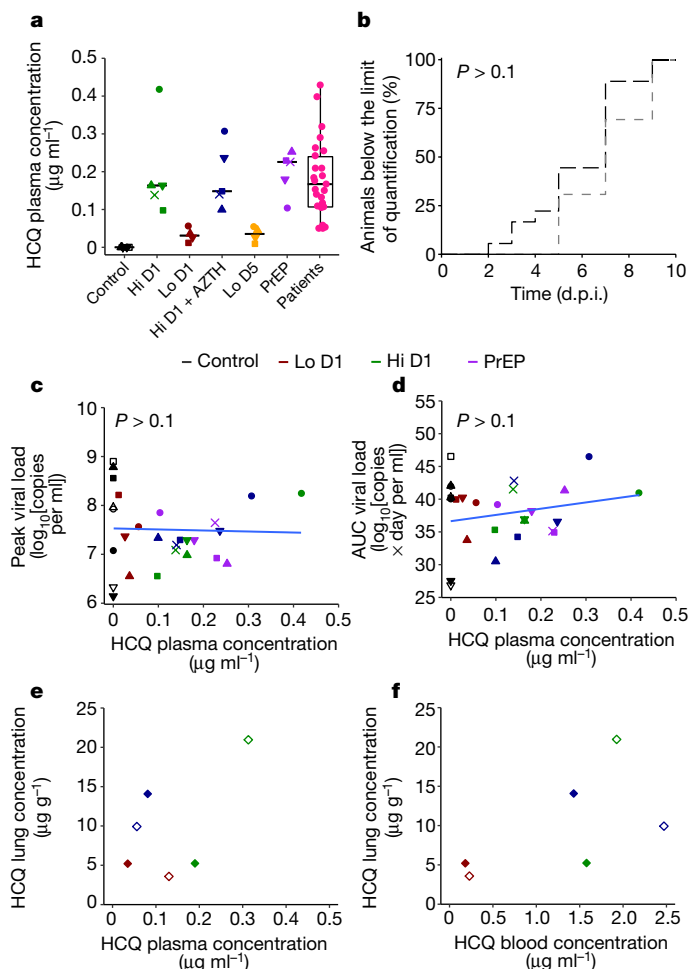 a
HCQ plasma concentration
(µg ml⁻¹)
0.5
0.4
0.3
0.2
0.1
0
Control
Hi D1
Lo D1
Hi D1 + AZTH
Lo D5
PrEP
Patients
b
Animals below the limit
of quantification (%)
P > 0.1
100
75
50
25
0
0 2 4 6 8 10
Time (d.p.i.)
Control Lo D1 Hi D1 PrEP
c
Peak viral load
(log₁₀[copies
per ml])
P > 0.1
10
9
8
7
6
0 0.1 0.2 0.3 0.4 0.5
HCQ plasma concentration
(µg ml⁻¹)
d
AUC viral load
(log₁₀[copies
× day per ml])
P > 0.1
55
50
45
40
35
30
25
0 0.1 0.2 0.3 0.4 0.5
HCQ plasma concentration
(µg ml⁻¹)
e
HCQ lung concentration
(µg g⁻¹)
25
20
15
10
5
0
0 0.1 0.2 0.3 0.4 0.5
HCQ plasma concentration
(µg ml⁻¹)
f
HCQ lung concentration
(µg g⁻¹)
25
20
15
10
5
0
0 0.5 1.0 1.5 2.0 2.5
HCQ blood concentration
(µg ml⁻¹)